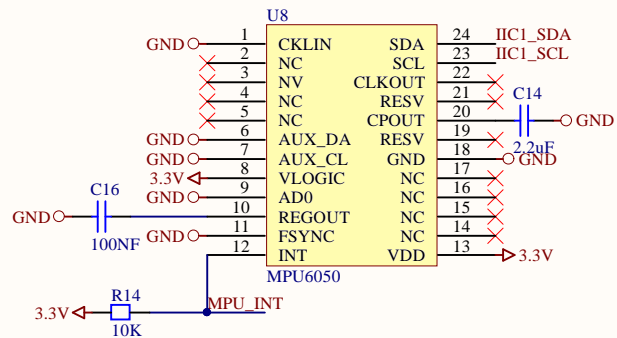 U8
GND 1 CKLIN SDA 24 IIC1_SDA
2 NC SCL 23 IIC1_SCL
3 NV CLKOUT 22
4 NC RESV 21
5 NC CPOUT 20 C14 GND
2.2uF
GND 6 AUX_DA RESV 19
GND 7 AUX_CL GND 18 GND
3.3V 8 VLOGIC NC 17
GND 9 AD0 NC 16
C16
GND 10 REGOUT NC 15
100NF
GND 11 FSYNC NC 14
12 INT VDD 13 3.3V
MPU6050
R14
3.3V MPU_INT
10K